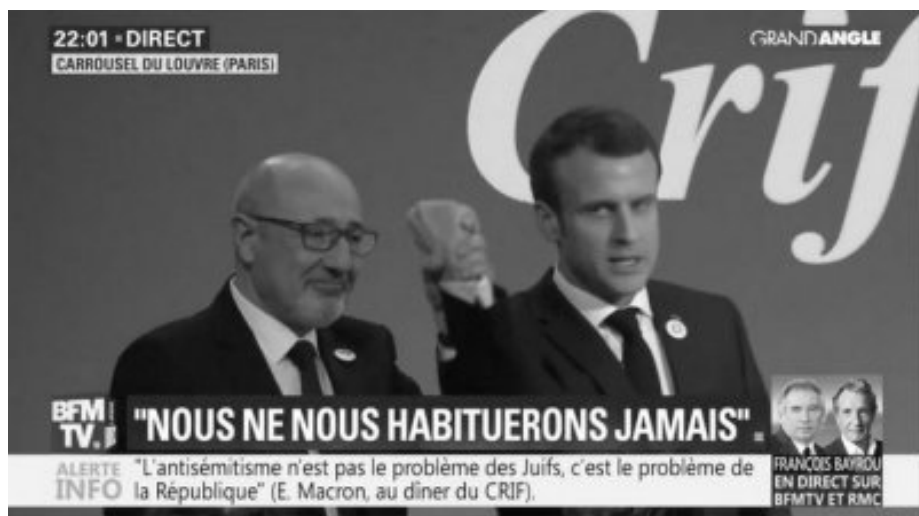 22:01 - DIRECT
CARROUSEL DU LOUVRE (PARIS)
GRAND ANGLE
Crif
BFM
TV.
"NOUS NE NOUS HABITUERONS JAMAIS"
ALERTE
INFO
"L'antisémitisme n'est pas le problème des Juifs, c'est le problème de
la République" (E. Macron, au dîner du CRIF).
FRANÇOIS BAYROU
EN DIRECT SUR
BFMTV ET RMC